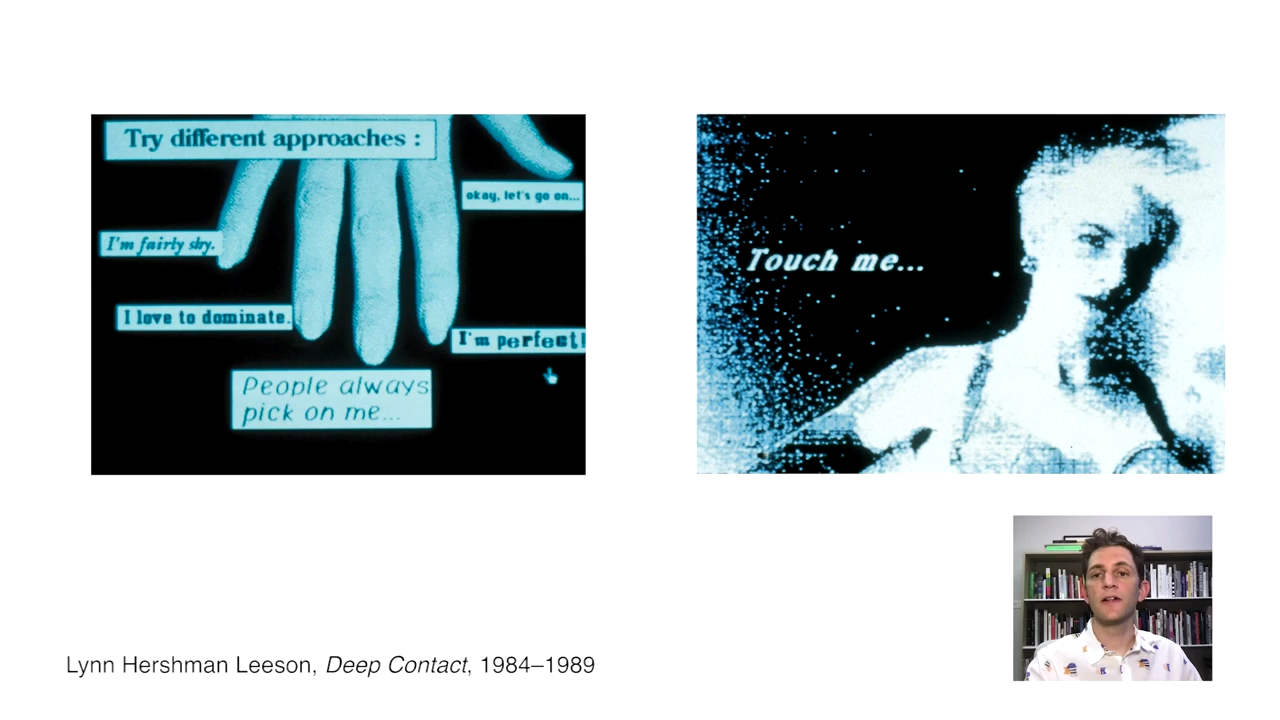 Try different approaches :
okay, let's go on...
I'm fairly shy.
I love to dominate.
I'm perfect!
People always
pick on me...
Touch me...
Lynn Hershman Leeson, Deep Contact, 1984–1989